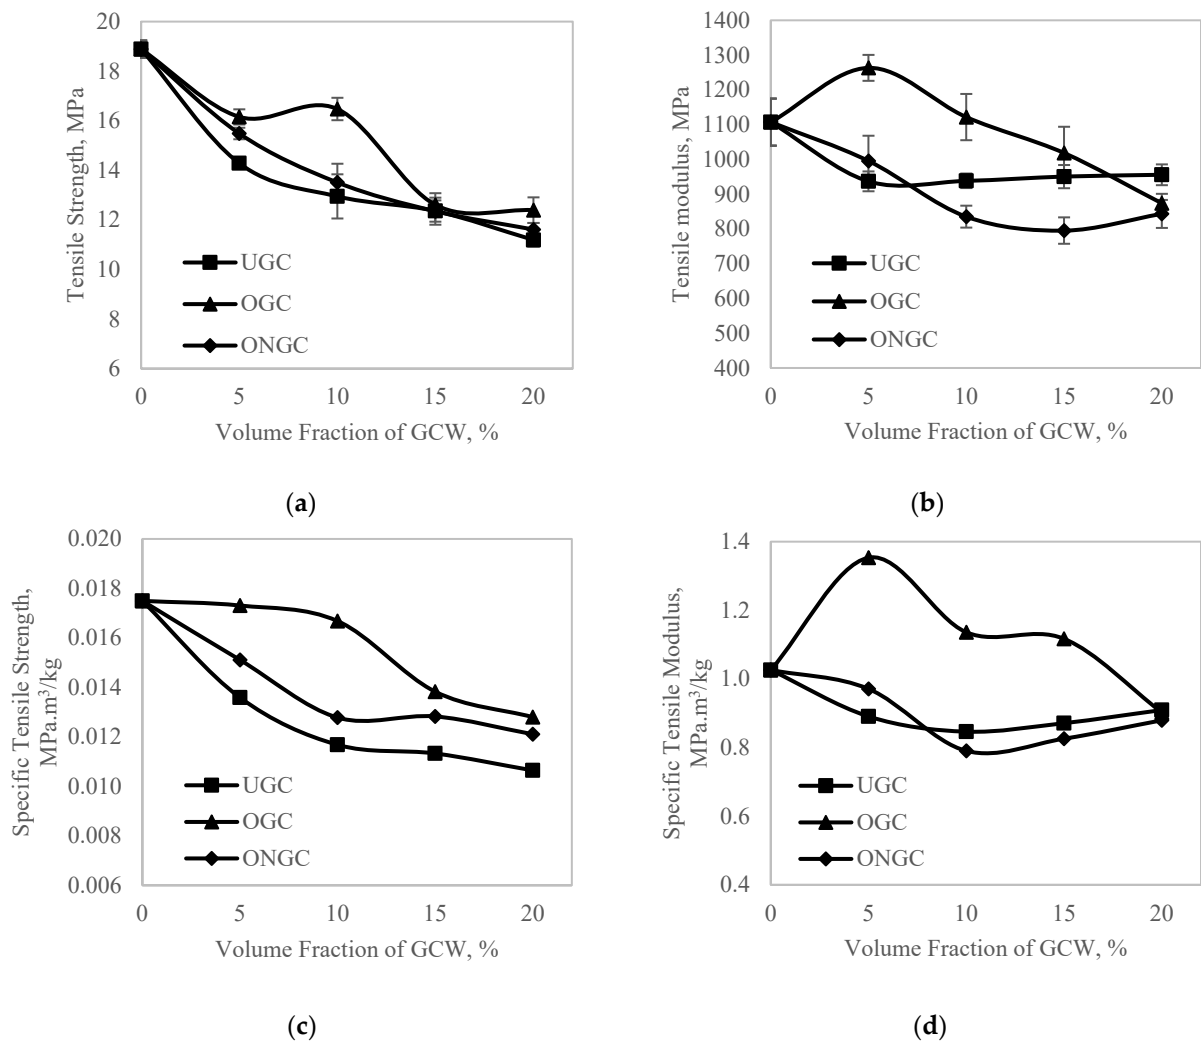 20
18
16
14
12
10
8
6
Tensile Strength, MPa
UGC
OGC
ONGC
0 5 10 15 20
Volume Fraction of GCW, %
(a)
1400
1300
1200
1100
1000
900
800
700
600
500
400
Tensile modulus, MPa
UGC
OGC
ONGC
0 5 10 15 20
Volume Fraction of GCW, %
(b)
0.020
0.018
0.016
0.014
0.012
0.010
0.008
0.006
Specific Tensile Strength,
MPa.m³/kg
UGC
OGC
ONGC
0 5 10 15 20
Volume Fraction of GCW, %
(c)
1.4
1.2
1.0
0.8
0.6
0.4
Specific Tensile Modulus,
MPa.m³/kg
UGC
OGC
ONGC
0 5 10 15 20
Volume Fraction of GCW, %
(d)